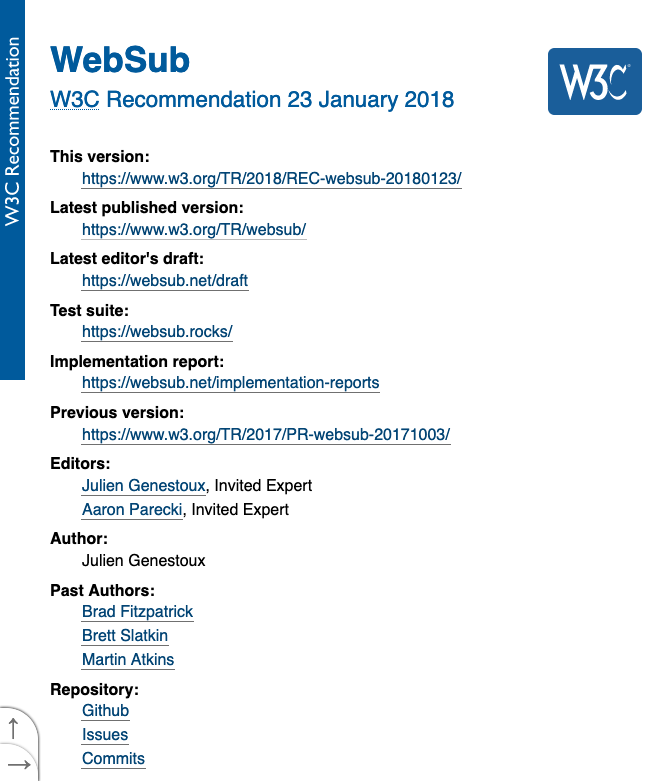 W3C Recommendation
WebSub
W3C Recommendation 23 January 2018
W3C
This version:
https://www.w3.org/TR/2018/REC-websub-20180123/
Latest published version:
https://www.w3.org/TR/websub/
Latest editor's draft:
https://websub.net/draft
Test suite:
https://websub.rocks/
Implementation report:
https://websub.net/implementation-reports
Previous version:
https://www.w3.org/TR/2017/PR-websub-20171003/
Editors:
Julien Genestoux, Invited Expert
Aaron Parecki, Invited Expert
Author:
Julien Genestoux
Past Authors:
Brad Fitzpatrick
Brett Slatkin
Martin Atkins
Repository:
Github
Issues
Commits
↑
→